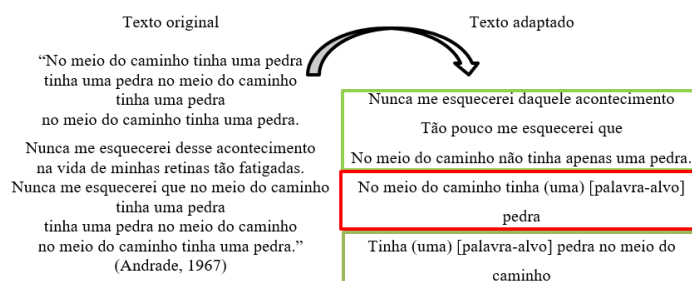 Texto original
“No meio do caminho tinha uma pedra
tinha uma pedra no meio do caminho
tinha uma pedra
no meio do caminho tinha uma pedra.
Nunca me esquecerei desse acontecimento
na vida de minhas retinas tão fatigadas.
Nunca me esquecerei que no meio do caminho
tinha uma pedra
tinha uma pedra no meio do caminho
no meio do caminho tinha uma pedra.”
(Andrade, 1967)
Texto adaptado
Nunca me esquecerei daquele acontecimento
Tão pouco me esquecerei que
No meio do caminho não tinha apenas uma pedra.
No meio do caminho tinha (uma) [palavra-alvo]
pedra
Tinha (uma) [palavra-alvo] pedra no meio do
caminho